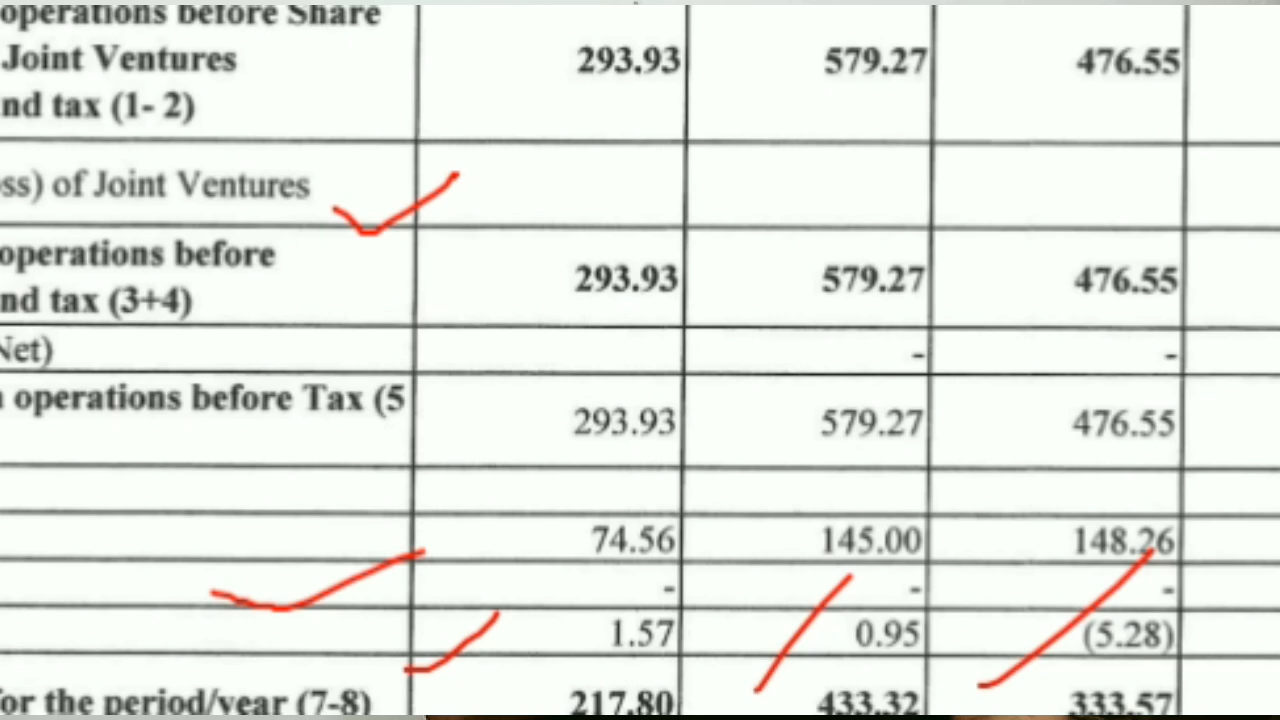 operations before Share
Joint Ventures 293.93 579.27 476.55
nd tax (1- 2)
ss) of Joint Ventures
operations before
293.93 579.27 476.55
nd tax (3+4)
Net) - -
operations before Tax (5
293.93 579.27 476.55
74.56 145.00 148.26
- - -
1.57 0.95 (5.28)
for the period/year (7-8) 217.80 433.32 333.57